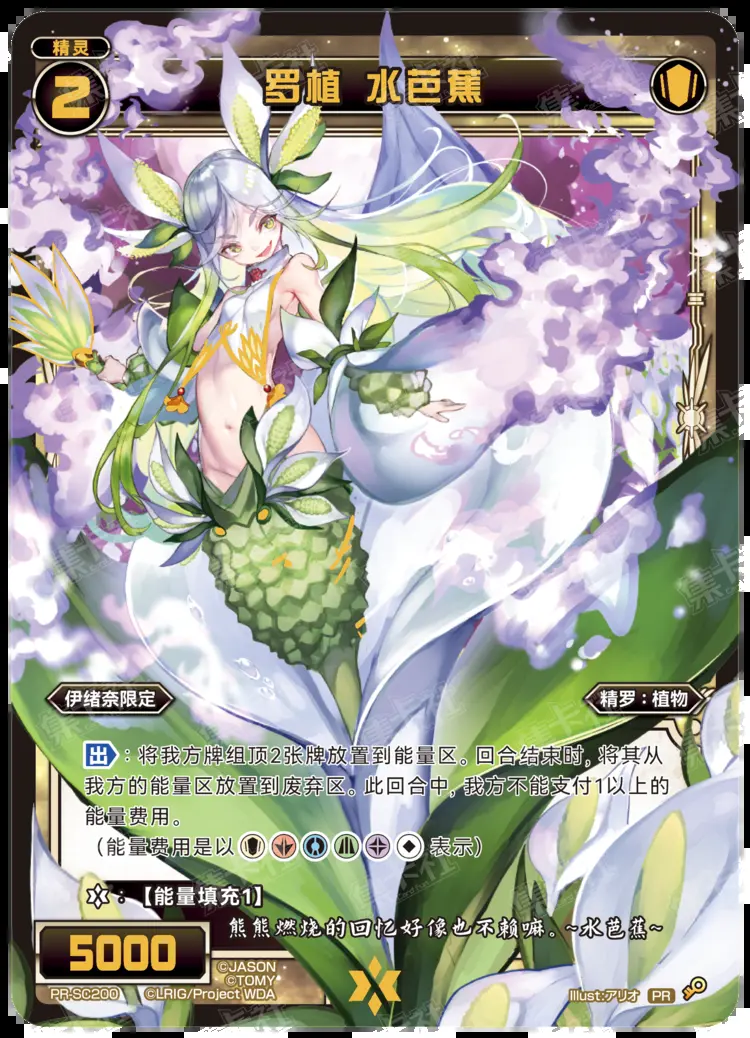 精灵
2
罗植 水芭蕉
伊绪奈限定
精罗：植物
出：将我方牌组顶2张牌放置到能量区。回合结束时，将其从
我方的能量区放置到废弃区。此回合中，我方不能支付1以上的
能量费用。
（能量费用是以 表示）
：【能量填充1】
熊熊燃烧的回忆好像也不赖嘛。~水芭蕉~
5000
©JASON
©TOMY
PR-SC200 ©LRIG/Project WDA
Illust:アリオ PR
集卡社